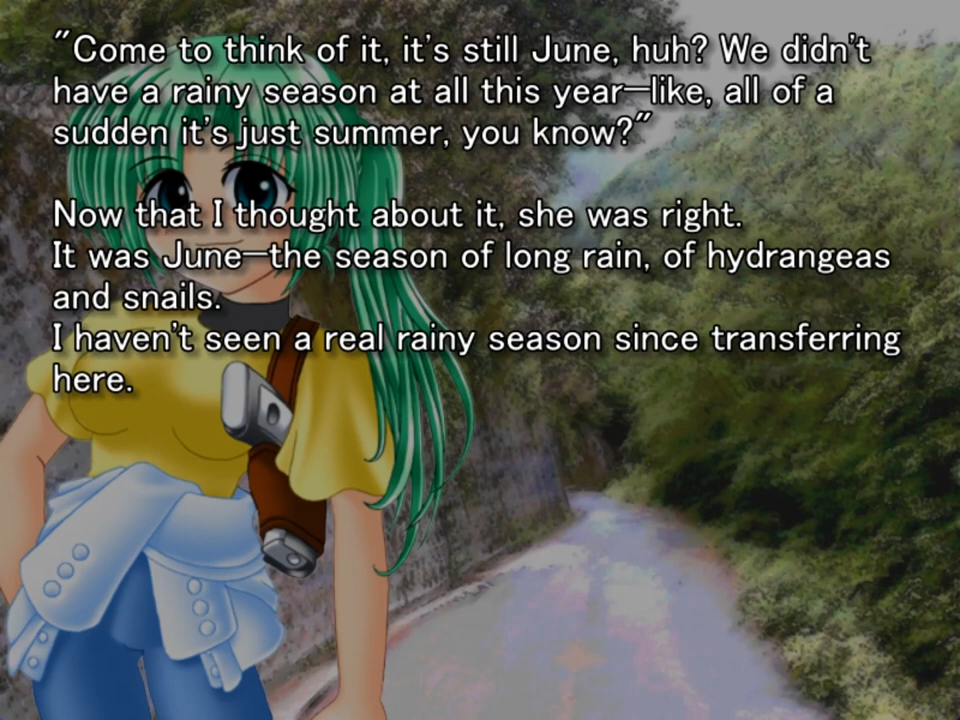 "Come to think of it, it's still June, huh? We didn't
have a rainy season at all this year—like, all of a
sudden it's just summer, you know?"
Now that I thought about it, she was right.
It was June—the season of long rain, of hydrangeas
and snails.
I haven't seen a real rainy season since transferring
here.